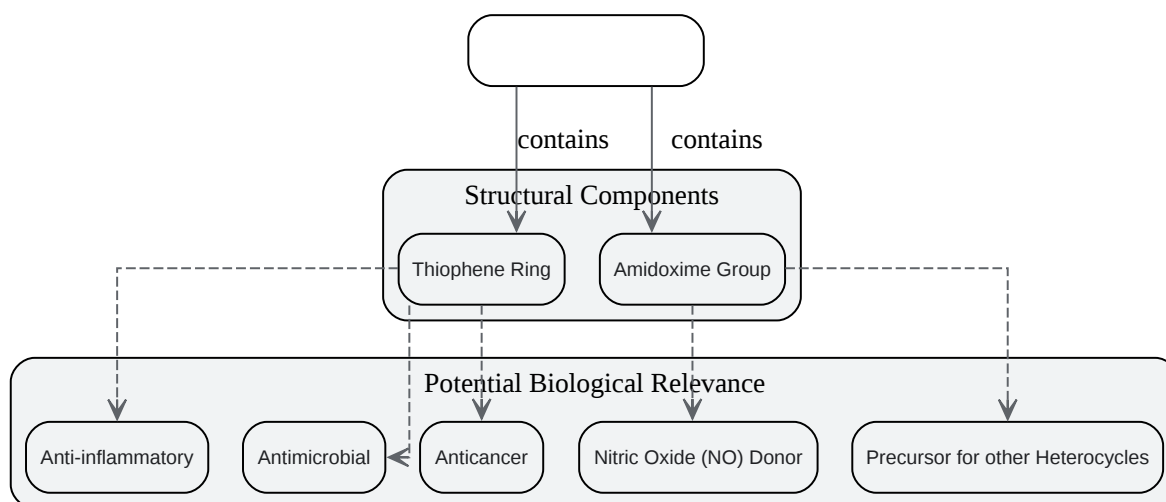 contains
contains
Structural Components
Thiophene Ring
Amidoxime Group
Potential Biological Relevance
Anti-inflammatory
Antimicrobial
Anticancer
Nitric Oxide (NO) Donor
Precursor for other Heterocycles